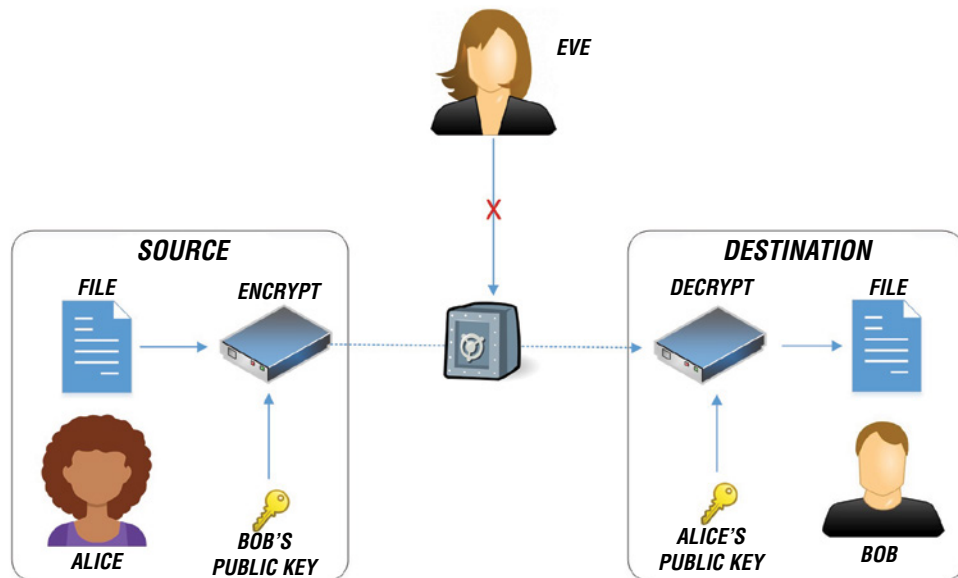 EVE
SOURCE
FILE
ENCRYPT
ALICE
BOB'S
PUBLIC KEY
DESTINATION
DECRYPT
FILE
ALICE'S
PUBLIC KEY
BOB